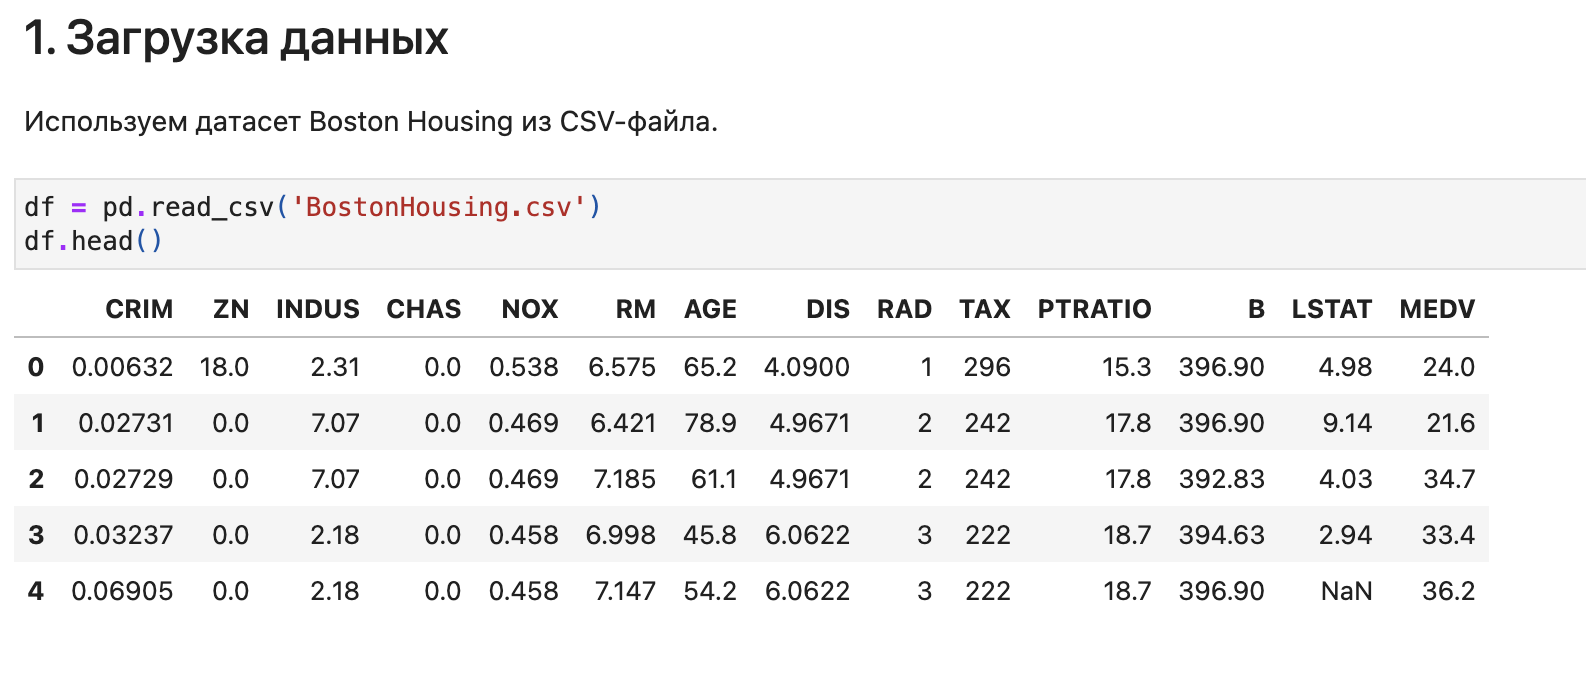 1. Загрузка данных
Используем датасет Boston Housing из CSV-файла.
df = pd.read_csv('BostonHousing.csv')
df.head()
CRIM ZN INDUS CHAS NOX RM AGE DIS RAD TAX PTRATIO B LSTAT MEDV
0 0.00632 18.0 2.31 0.0 0.538 6.575 65.2 4.0900 1 296 15.3 396.90 4.98 24.0
1 0.02731 0.0 7.07 0.0 0.469 6.421 78.9 4.9671 2 242 17.8 396.90 9.14 21.6
2 0.02729 0.0 7.07 0.0 0.469 7.185 61.1 4.9671 2 242 17.8 392.83 4.03 34.7
3 0.03237 0.0 2.18 0.0 0.458 6.998 45.8 6.0622 3 222 18.7 394.63 2.94 33.4
4 0.06905 0.0 2.18 0.0 0.458 7.147 54.2 6.0622 3 222 18.7 396.90 NaN 36.2